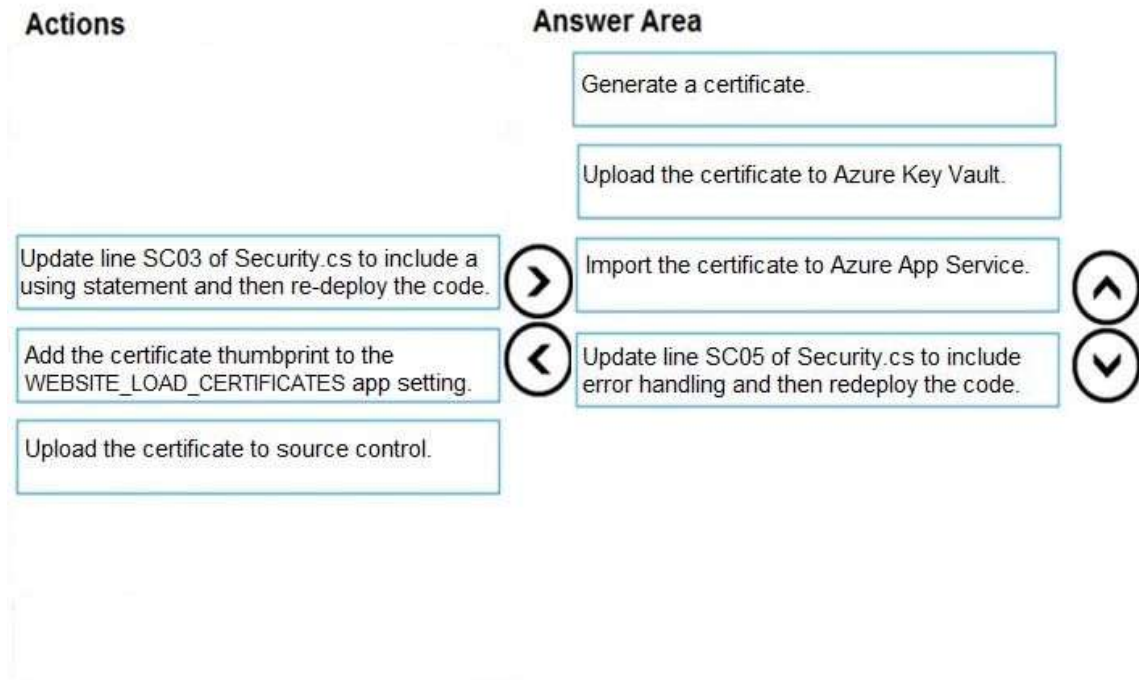 Actions
Answer Area
Generate a certificate.
Upload the certificate to Azure Key Vault.
Update line SC03 of Security.cs to include a
using statement and then re-deploy the code.
Import the certificate to Azure App Service.
Add the certificate thumbprint to the
WEBSITE_LOAD_CERTIFICATES app setting.
Update line SC05 of Security.cs to include
error handling and then redeploy the code.
Upload the certificate to source control.